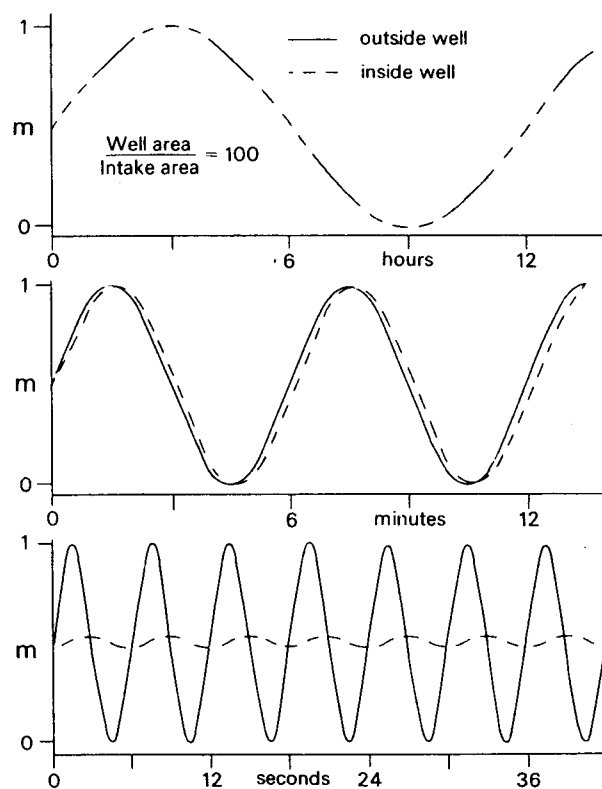 1
outside well
inside well
m
Well area
Intake area
= 100
0
0 6 hours 12
1
m
0
0 6 minutes 12
1
m
0
0 12 seconds 24 36